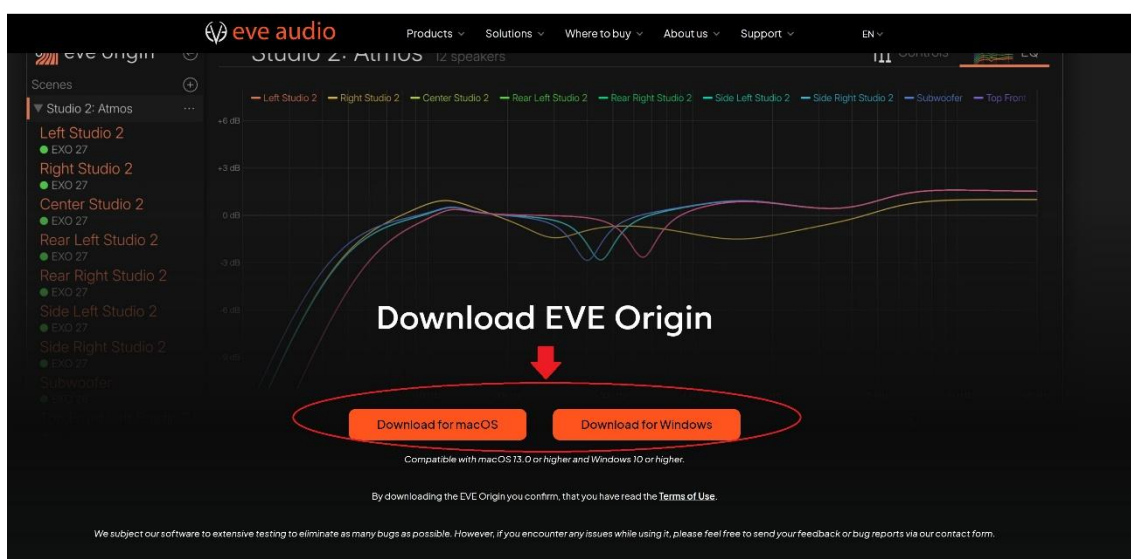 eve audio
Products
Solutions
Where to buy
About us
Support
EN
eve origin
Studio 2: Atmos 12 speakers
Controls
EQ
Scenes
Studio 2: Atmos
Left Studio 2 Right Studio 2 Center Studio 2 Rear Left Studio 2 Rear Right Studio 2 Side Left Studio 2 Side Right Studio 2 Subwoofer Top Front
+6 dB
+3 dB
0 dB
-3 dB
-6 dB
Left Studio 2
EXO 27
Right Studio 2
EXO 27
Center Studio 2
EXO 27
Rear Left Studio 2
EXO 27
Rear Right Studio 2
EXO 27
Side Left Studio 2
EXO 27
Side Right Studio 2
EXO 27
Subwoofer
Download EVE Origin
Download for macOS
Download for Windows
Compatible with macOS 13.0 or higher and Windows 10 or higher.
By downloading the EVE Origin you confirm, that you have read the Terms of Use.
We subject our software to extensive testing to eliminate as many bugs as possible. However, if you encounter any issues while using it, please feel free to send your feedback or bug reports via our contact form.